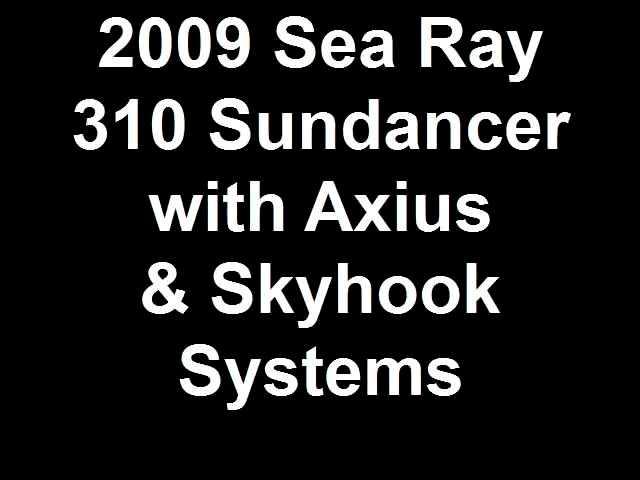 2009 Sea Ray
310 Sundancer
with Axius
& Skyhook
Systems